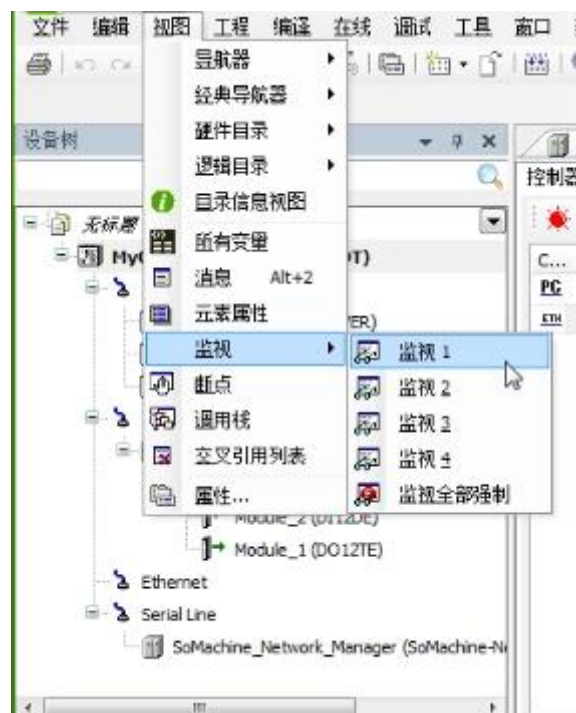 文件 编辑 视图 工程 编译 在线 调试 工具 窗口
导航器
经典导航器
设备树
硬件目录
逻辑目录
控制器
目录信息视图
无标题
所有变量
消息 Alt+2
C...
PC
元素属性
ETH
监视
监视 1
断点
监视 2
调用栈
监视 3
交叉引用列表
监视 4
属性...
监视全部强制
Module_2 (DI12DE)
Module_1 (DO12TE)
Ethernet
Serial Line
SoMachine_Network_Manager (SoMachine-Ne